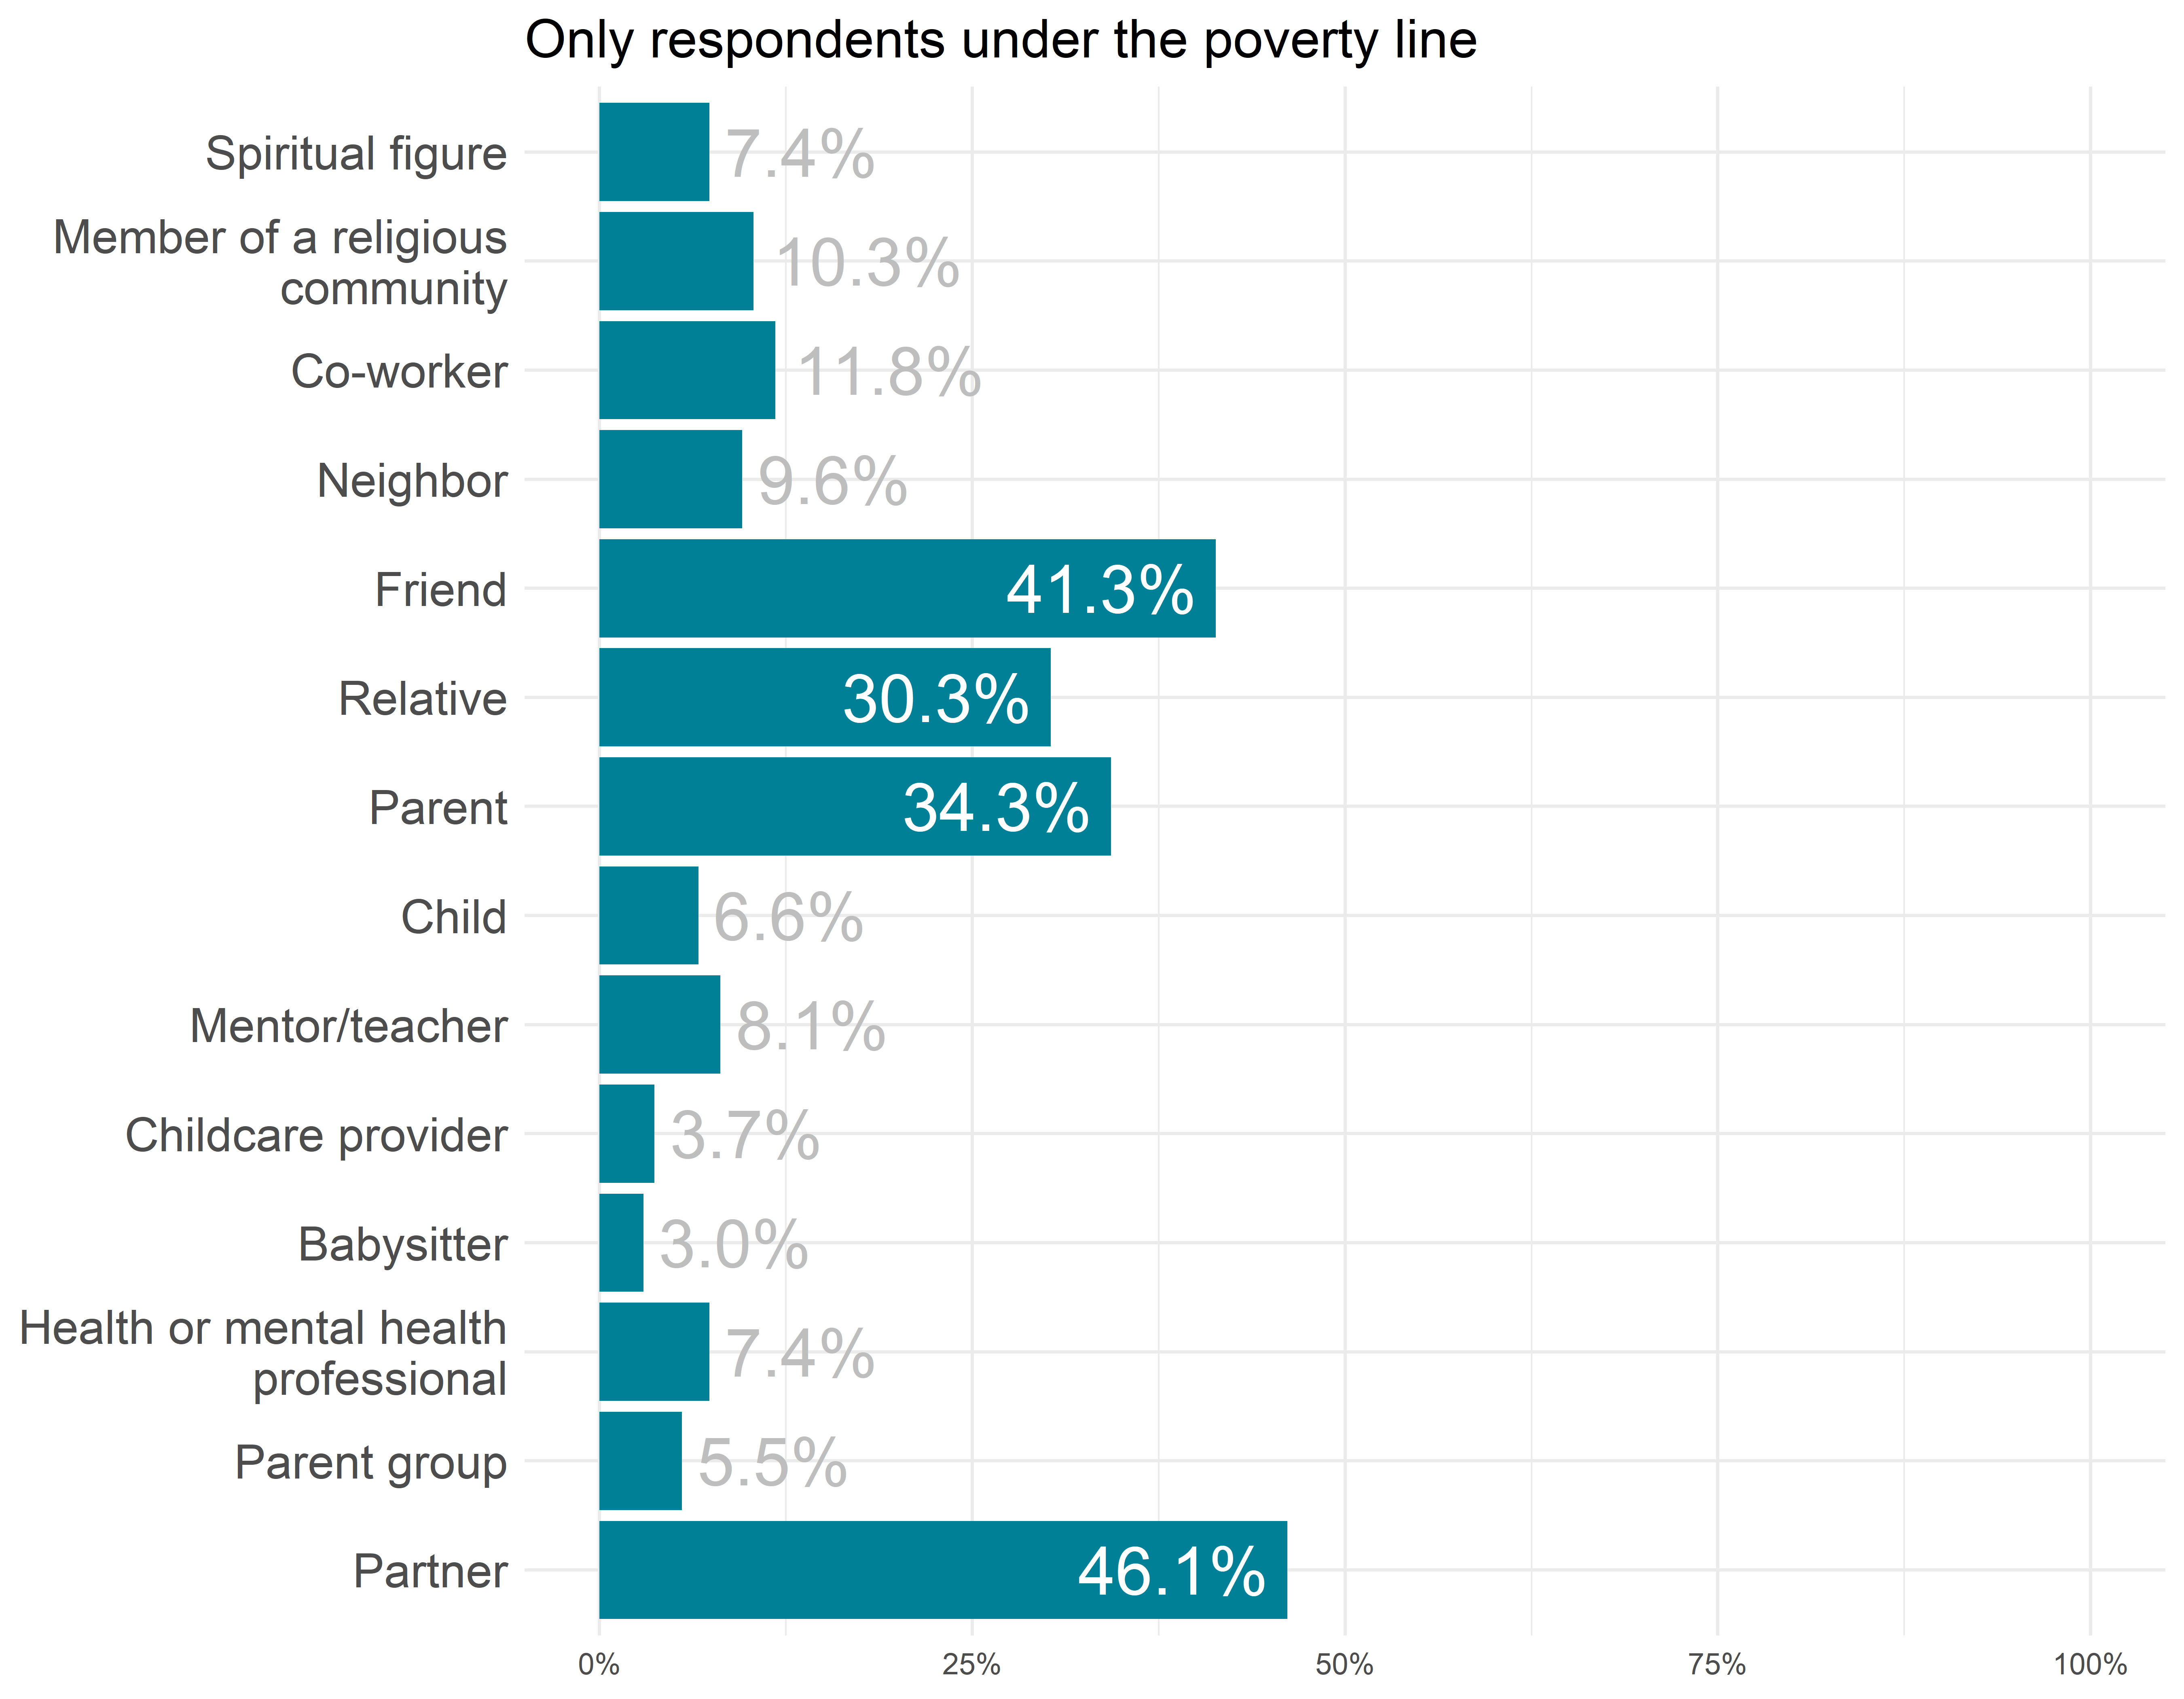 Only respondents under the poverty line
Spiritual figure
7.4%
Member of a religious
community
10.3%
Co-worker
11.8%
Neighbor
9.6%
Friend
41.3%
Relative
30.3%
Parent
34.3%
Child
6.6%
Mentor/teacher
8.1%
Childcare provider
3.7%
Babysitter
3.0%
Health or mental health
professional
7.4%
Parent group
5.5%
Partner
46.1%
0%
25%
50%
75%
100%